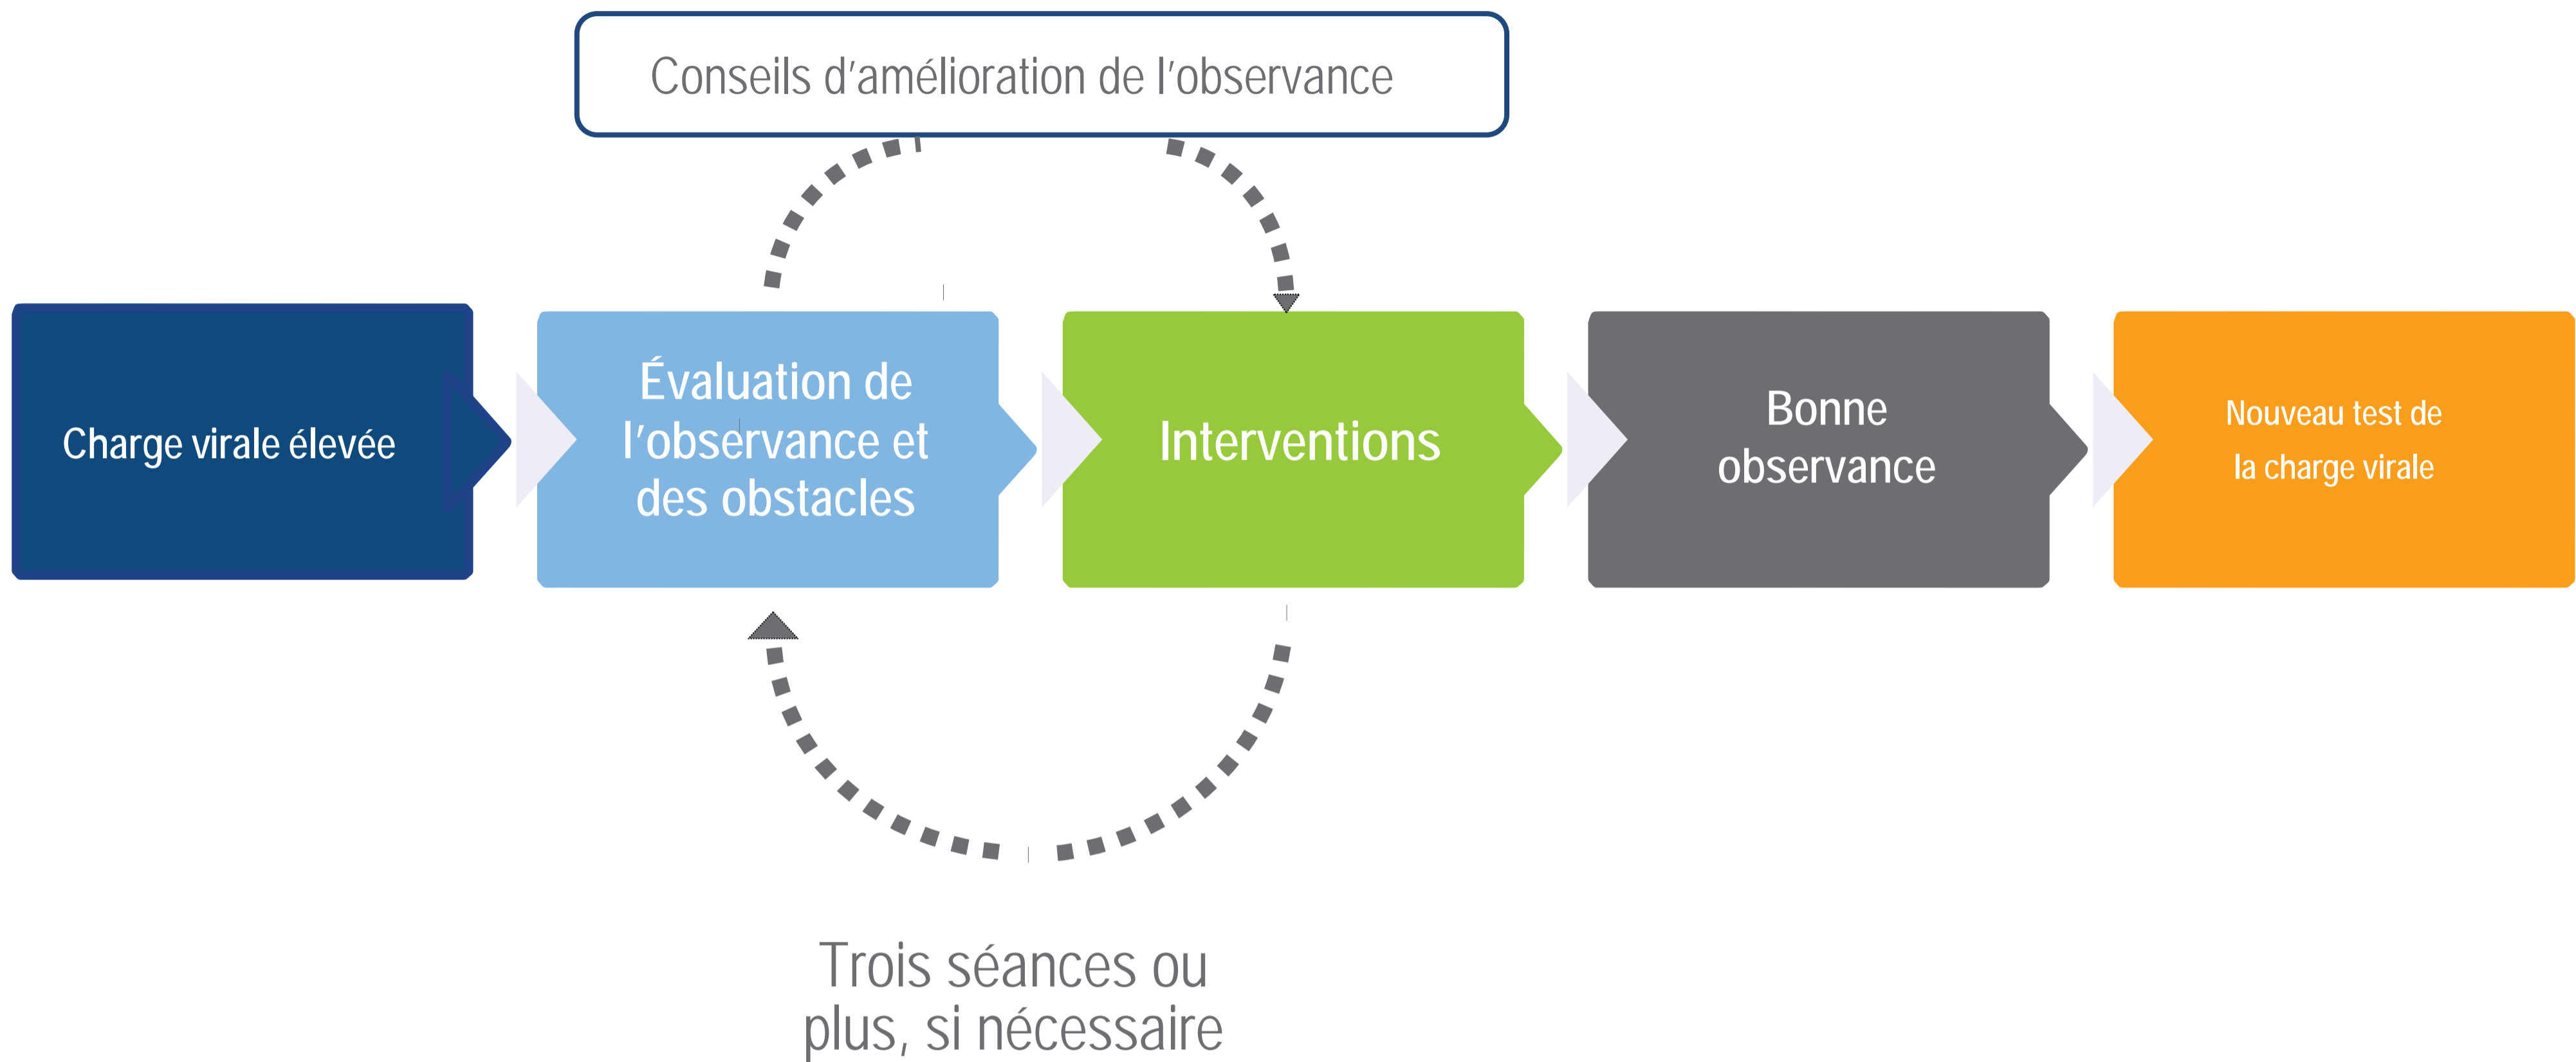 Conseils d'amélioration de l'observance
Charge virale élevée
Évaluation de
l'observance et
des obstacles
Interventions
Bonne
observance
Nouveau test de
la charge virale
Trois séances ou
plus, si nécessaire